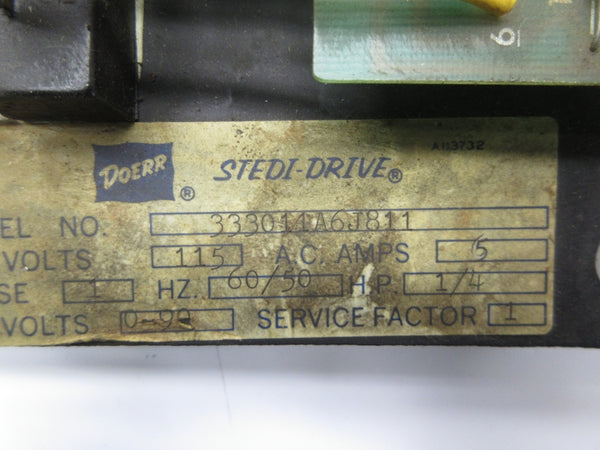 6
A113732
DOERR ® STEDI-DRIVE®
EL NO. 333011A6J811
VOLTS 115 A.C. AMPS 5
SE 1 HZ. 60/50 H.P. 1/4
VOLTS 0-90 SERVICE FACTOR 1